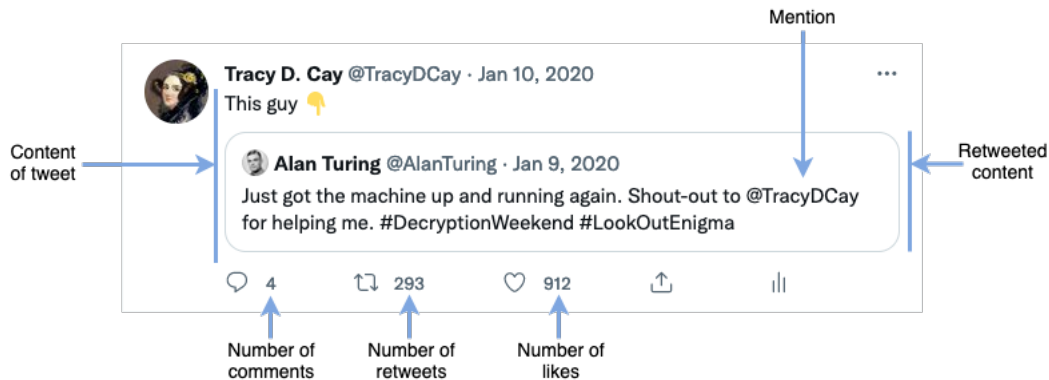 Mention
Tracy D. Cay @TracyDCay · Jan 10, 2020
This guy 👇
Content
of tweet
Alan Turing @AlanTuring · Jan 9, 2020
Just got the machine up and running again. Shout-out to @TracyDCay
for helping me. #DecryptionWeekend #LookOutEnigma
Retweeted
content
4 293 912
Number of
comments
Number of
retweets
Number of
likes